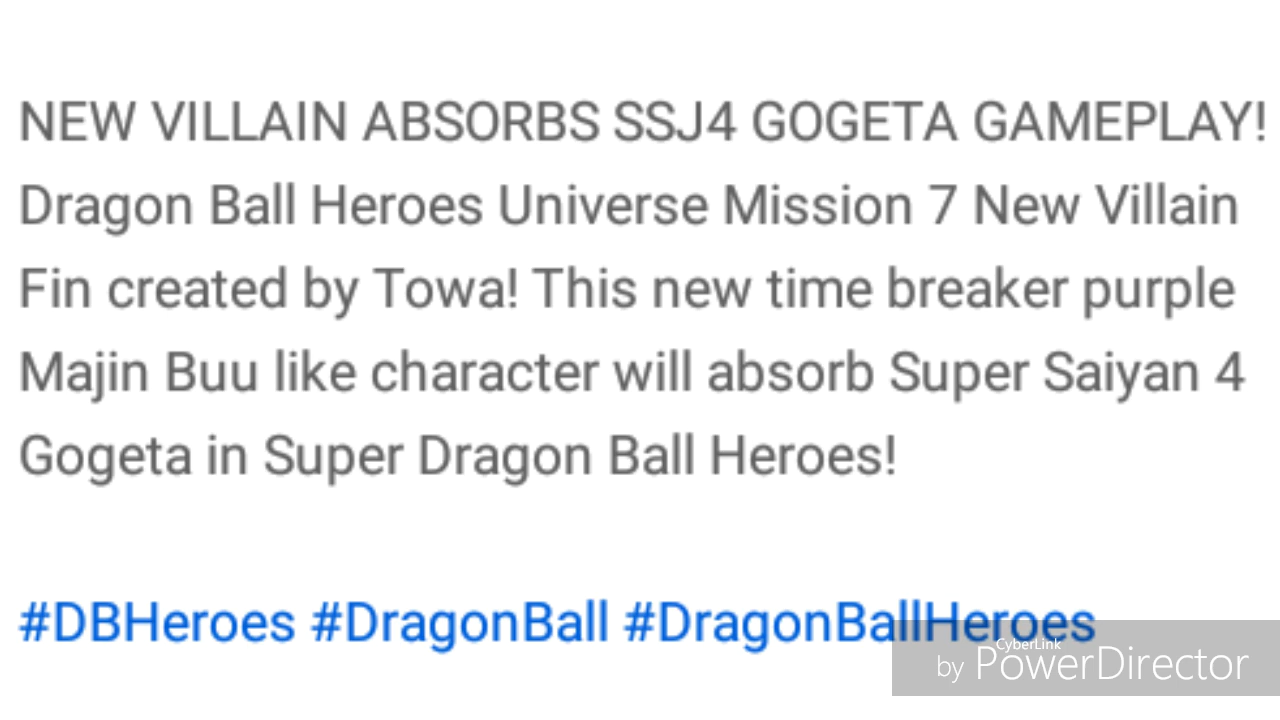 NEW VILLAIN ABSORBS SSJ4 GOGETA GAMEPLAY!
Dragon Ball Heroes Universe Mission 7 New Villain
Fin created by Towa! This new time breaker purple
Majin Buu like character will absorb Super Saiyan 4
Gogeta in Super Dragon Ball Heroes!
#DBHeroes #DragonBall #DragonBallHeroes
CyberLink
by PowerDirector